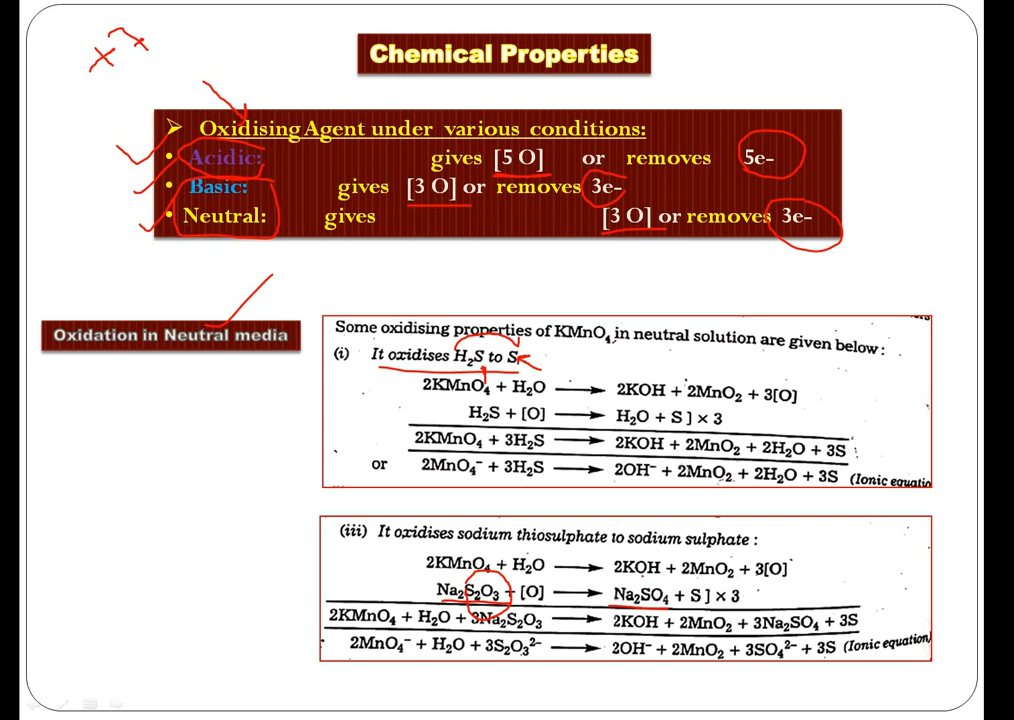 Chemical Properties
➢ Oxidising Agent under various conditions:
• Acidic: gives [5 O] or removes 5e-
• Basic: gives [3 O] or removes 3e-
• Neutral: gives [3 O] or removes 3e-
Oxidation in Neutral media
Some oxidising properties of KMnO₄ in neutral solution are given below :
(i) It oxidises H₂S to S
2KMnO₄ + H₂O ⟶ 2KOH + 2MnO₂ + 3[O]
H₂S + [O] ⟶ H₂O + S ] × 3
2KMnO₄ + 3H₂S ⟶ 2KOH + 2MnO₂ + 2H₂O + 3S
or 2MnO₄⁻ + 3H₂S ⟶ 2OH⁻ + 2MnO₂ + 2H₂O + 3S (Ionic equatio
(iii) It oxidises sodium thiosulphate to sodium sulphate :
2KMnO₄ + H₂O ⟶ 2KOH + 2MnO₂ + 3[O]
Na₂S₂O₃ + [O] ⟶ Na₂SO₄ + S ] × 3
2KMnO₄ + H₂O + 3Na₂S₂O₃ ⟶ 2KOH + 2MnO₂ + 3Na₂SO₄ + 3S
2MnO₄⁻ + H₂O + 3S₂O₃²⁻ ⟶ 2OH⁻ + 2MnO₂ + 3SO₄²⁻ + 3S (Ionic equation)